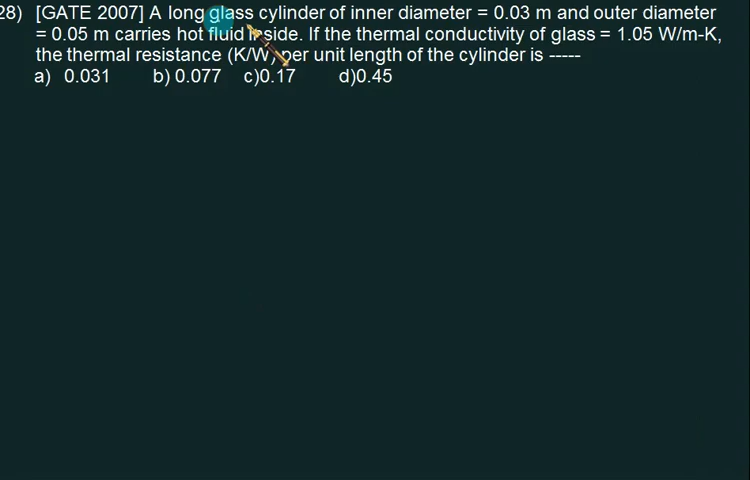 28) [GATE 2007] A long glass cylinder of inner diameter = 0.03 m and outer diameter
= 0.05 m carries hot fluid inside. If the thermal conductivity of glass = 1.05 W/m-K,
the thermal resistance (K/W) per unit length of the cylinder is -----
a) 0.031 b) 0.077 c)0.17 d)0.45